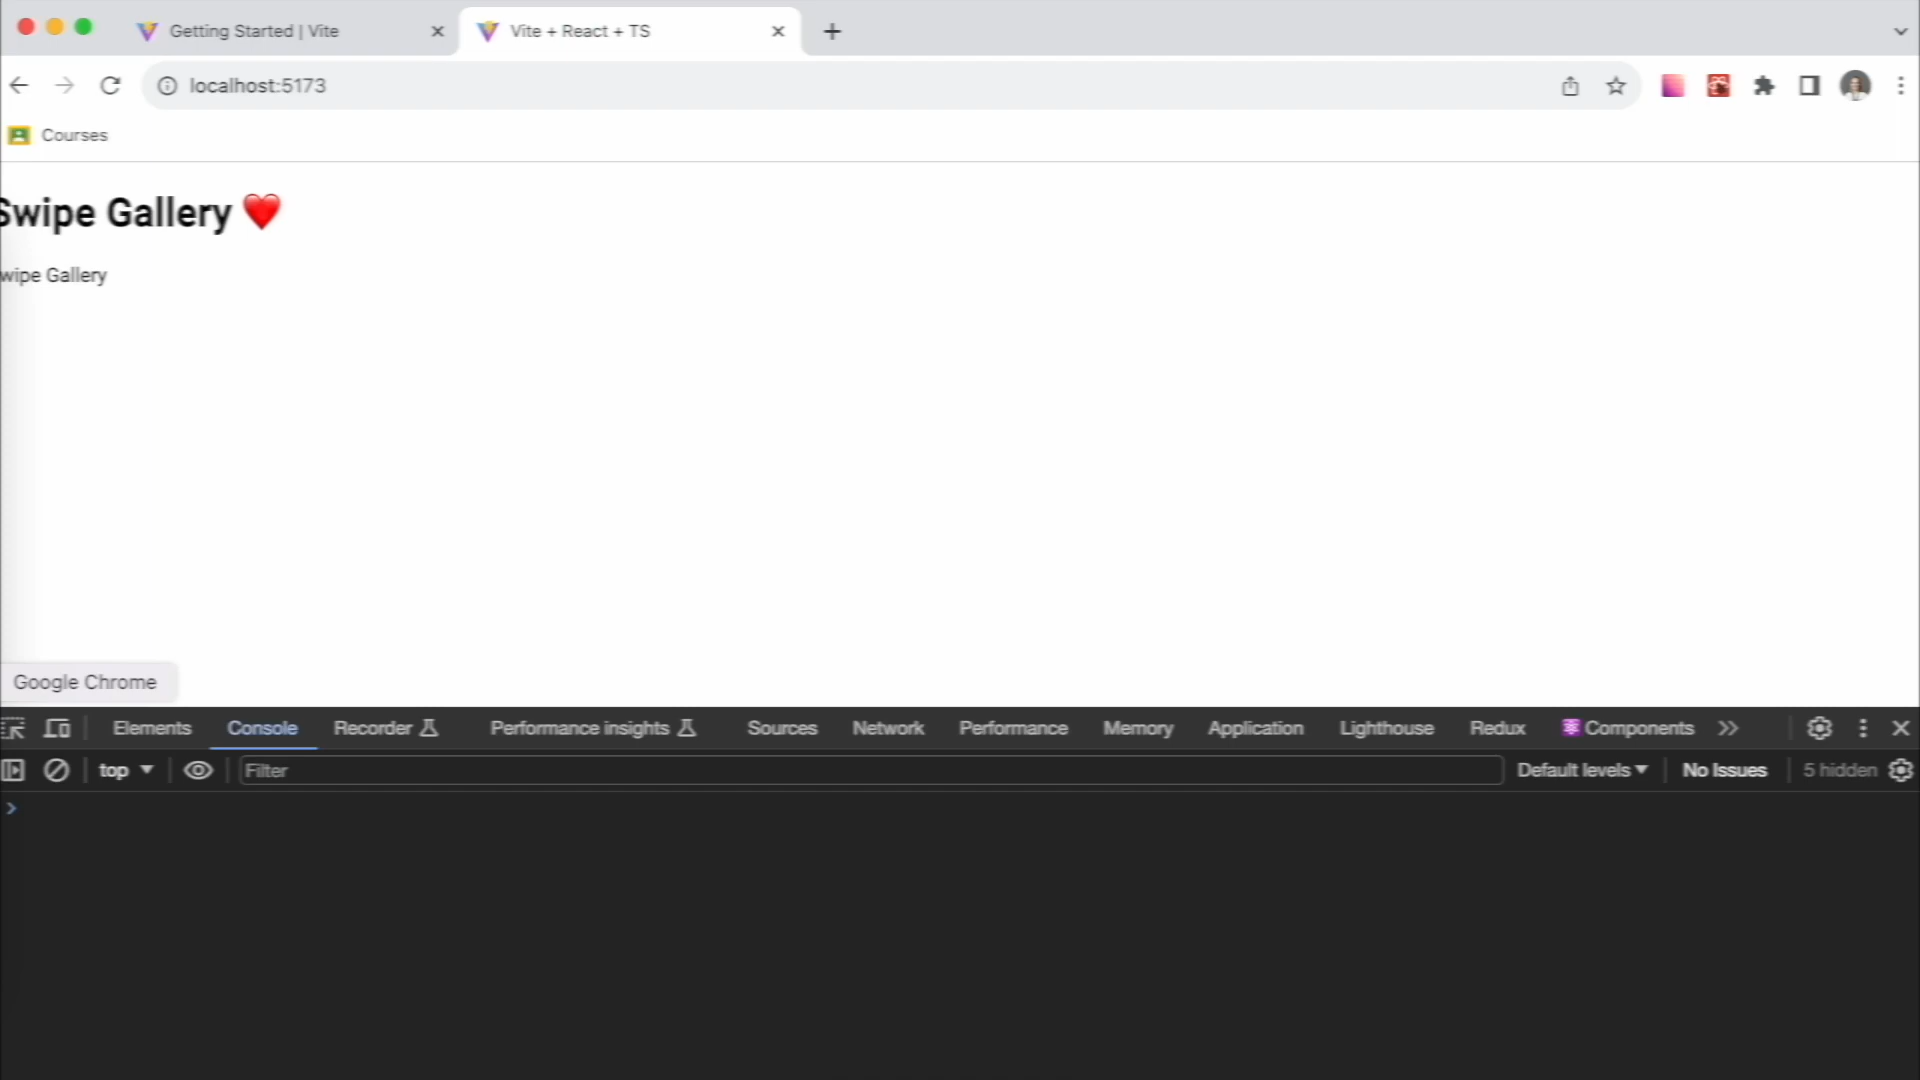 Getting Started | Vite
Vite + React + TS
localhost:5173
Courses
Swipe Gallery ❤️
wipe Gallery
Google Chrome
Elements Console Recorder Performance insights Sources Network Performance Memory Application Lighthouse Redux Components
top Filter Default levels No Issues 5 hidden